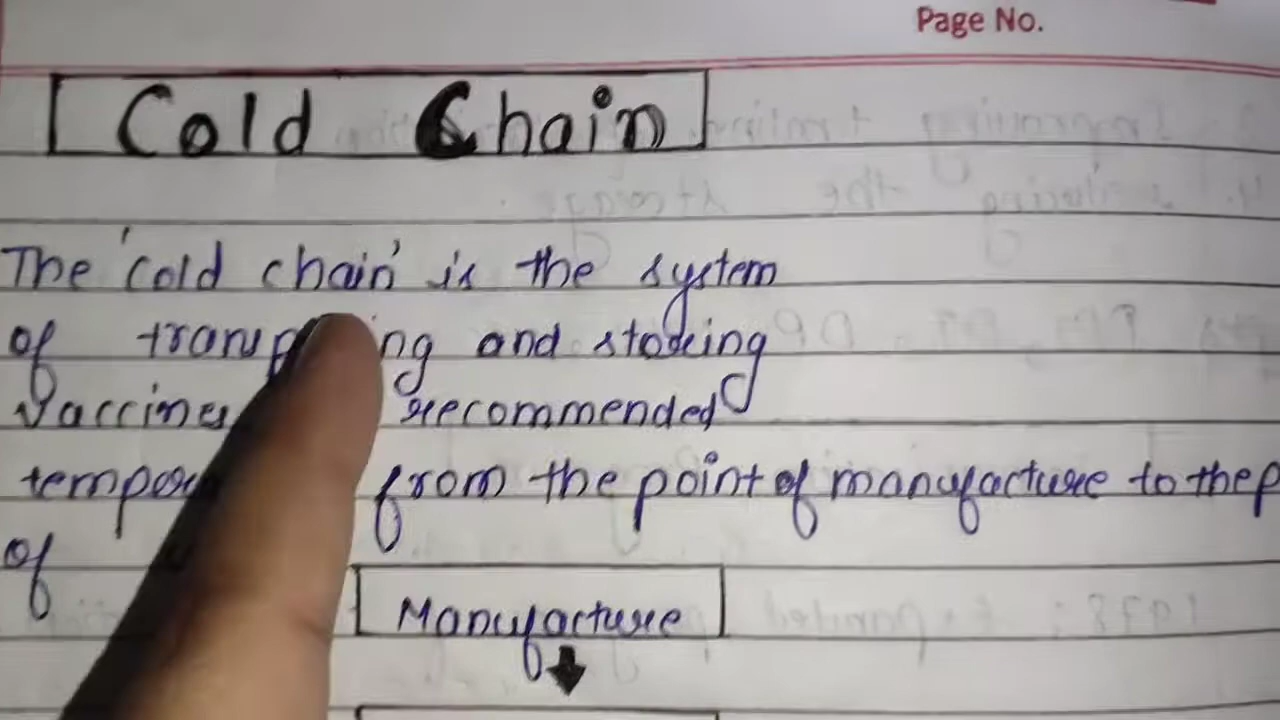 Page No.
Cold Chain
The 'cold chain' is the system
of and storing
Vaccines recommended
from the point of manufacture to the
of
Manufacture